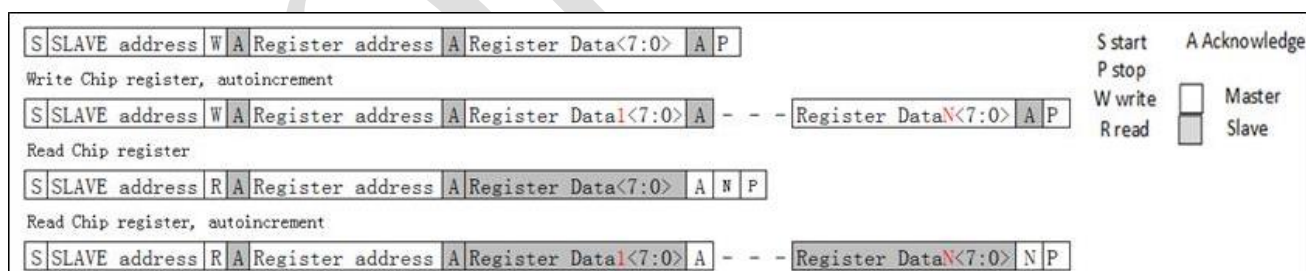 S SLAVE address W A Register address A Register Data<7:0> A P
Write Chip register, autoincrement
S SLAVE address W A Register address A Register Data1<7:0> A - - - Register DataN<7:0> A P
Read Chip register
S SLAVE address R A Register address A Register Data<7:0> A N P
Read Chip register, autoincrement
S SLAVE address R A Register address A Register Data1<7:0> A - - - Register DataN<7:0> N P
S start A Acknowledge
P stop
W write Master
R read Slave